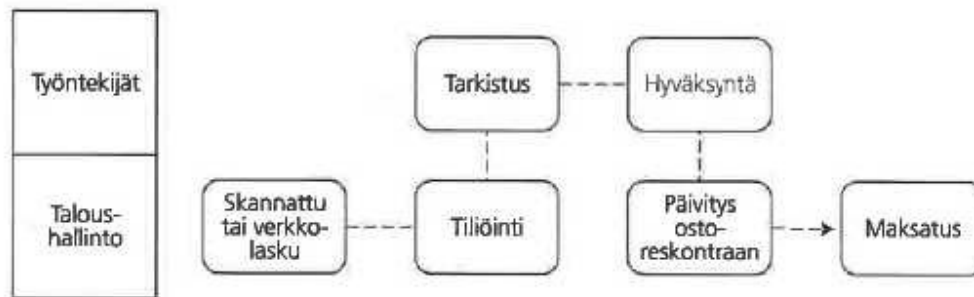 Työntekijät
Tarkistus
Hyväksyntä
Talous-
hallinto
Skannattu
tai verkko-
lasku
Tiliöinti
Päivitys
osto-
reskontraan
Maksatus